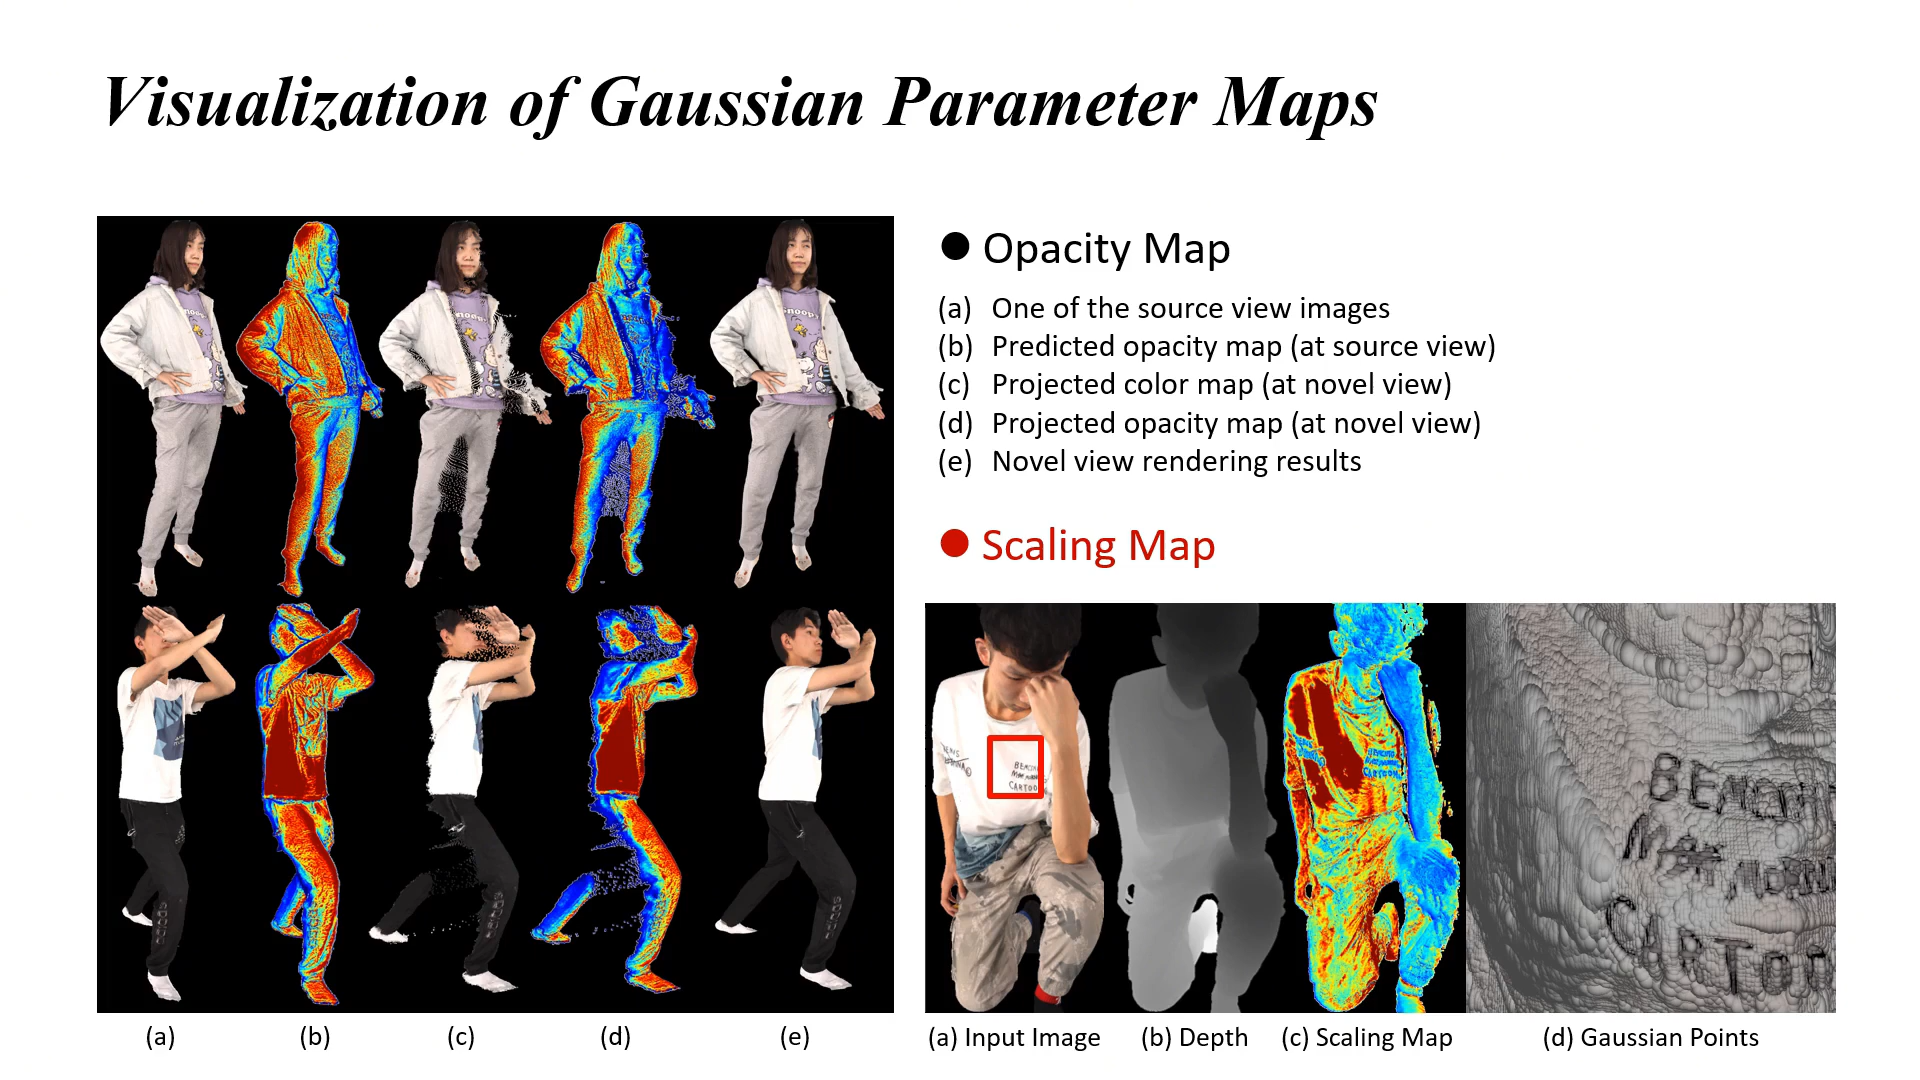 Visualization of Gaussian Parameter Maps
● Opacity Map
(a) One of the source view images
(b) Predicted opacity map (at source view)
(c) Projected color map (at novel view)
(d) Projected opacity map (at novel view)
(e) Novel view rendering results
● Scaling Map
CARTOO
CARTOON
(a) (b) (c) (d) (e)
(a) Input Image (b) Depth (c) Scaling Map (d) Gaussian Points